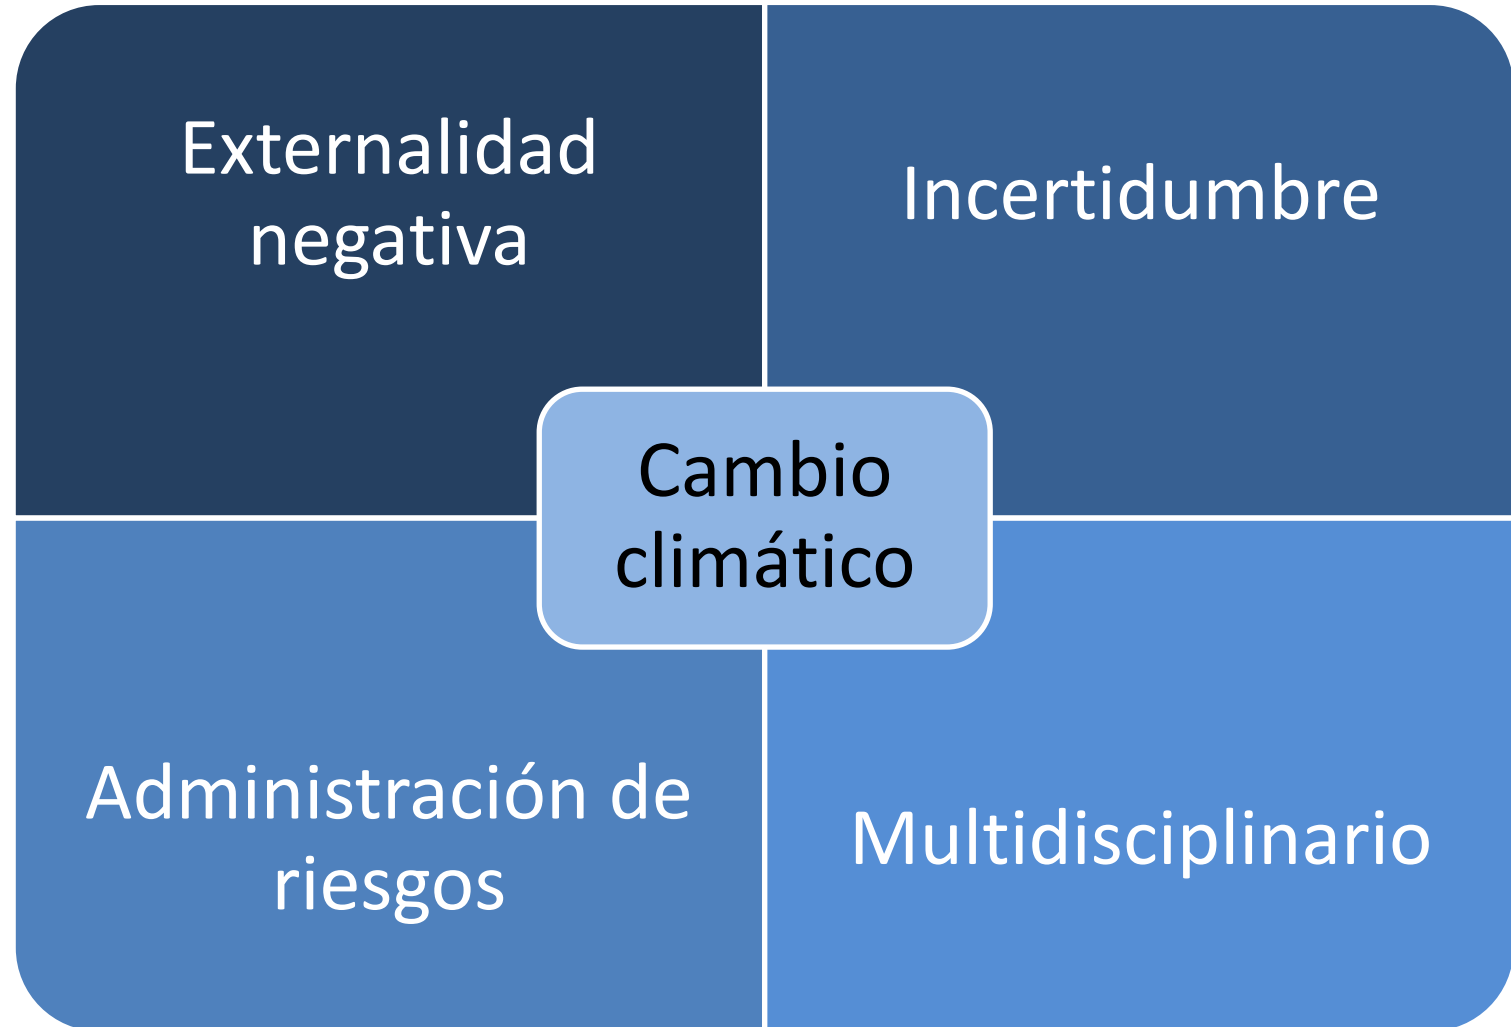 Externalidad
negativa
Incertidumbre
Cambio
climático
Administración de
riesgos
Multidisciplinario